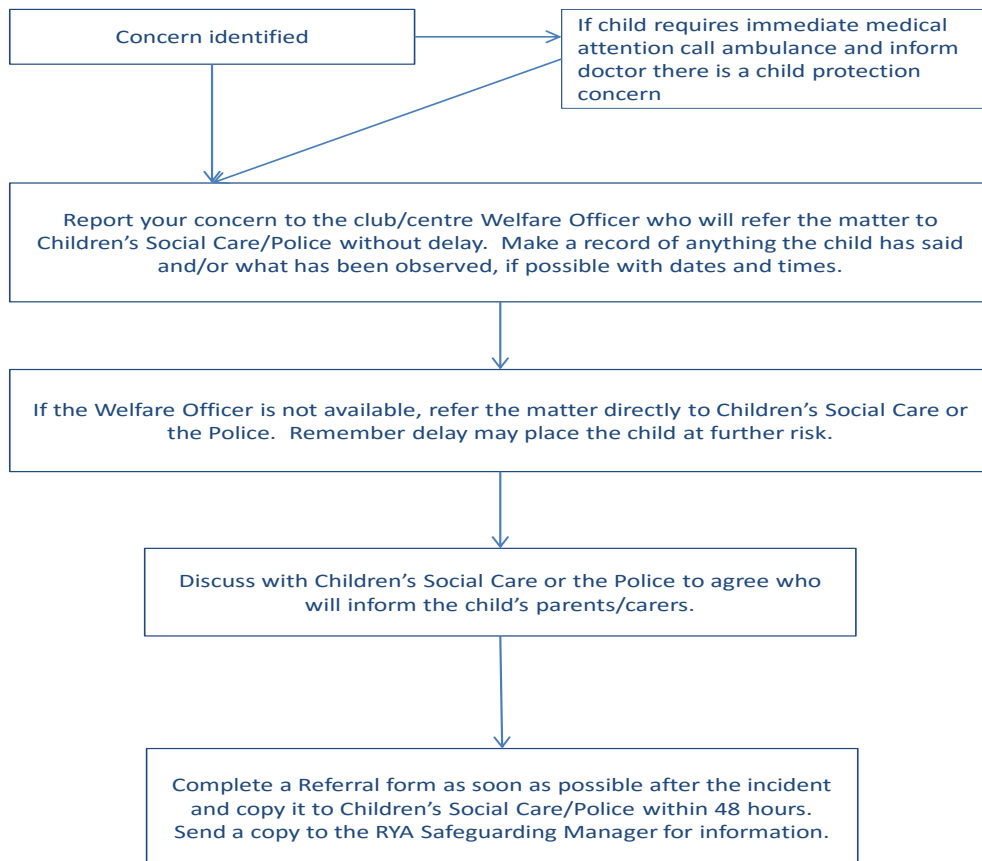 Concern identified
If child requires immediate medical
attention call ambulance and inform
doctor there is a child protection
concern
Report your concern to the club/centre Welfare Officer who will refer the matter to
Children’s Social Care/Police without delay.  Make a record of anything the child has said
and/or what has been observed, if possible with dates and times.
If the Welfare Officer is not available, refer the matter directly to Children’s Social Care or
the Police.  Remember delay may place the child at further risk.
Discuss with Children’s Social Care or the Police to agree who
will inform the child’s parents/carers.
Complete a Referral form as soon as possible after the incident
and copy it to Children’s Social Care/Police within 48 hours.
Send a copy to the RYA Safeguarding Manager for information.